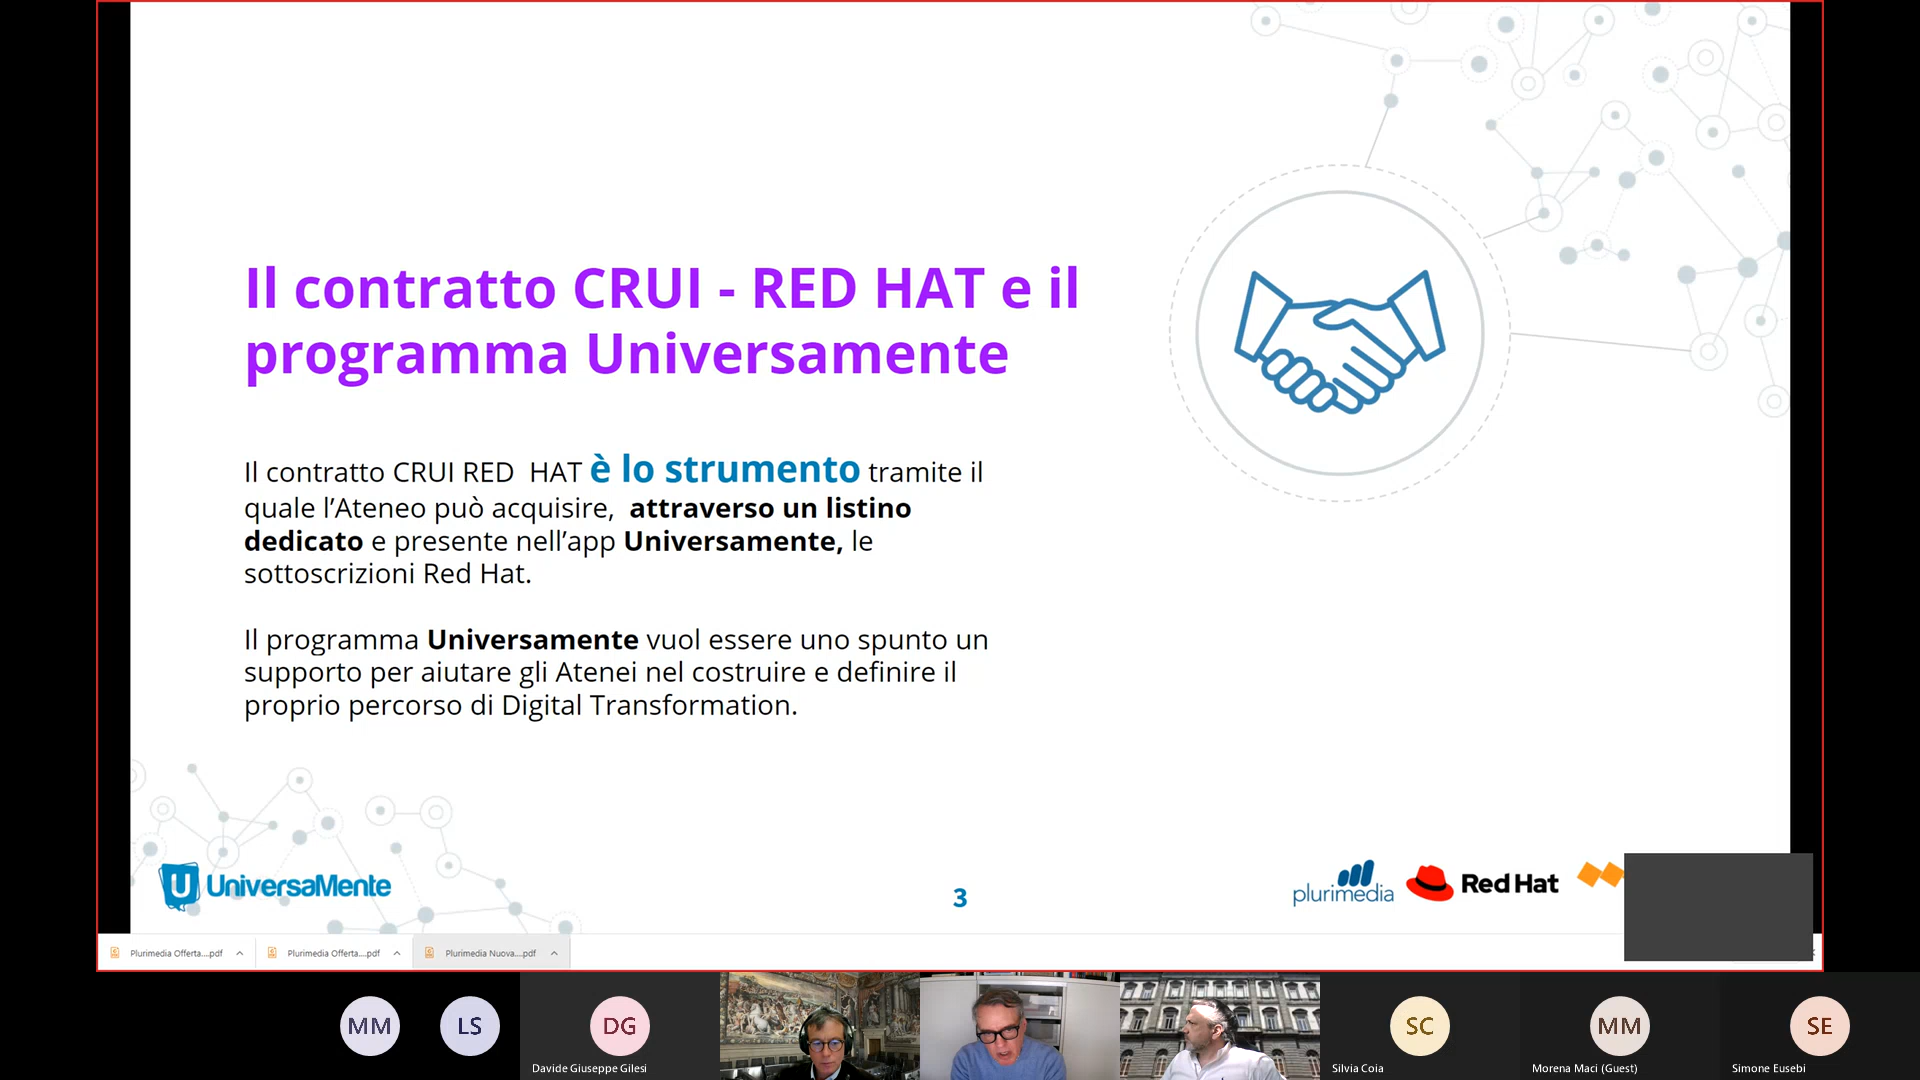 Il contratto CRUI - RED HAT e il
programma Universamente
Il contratto CRUI RED HAT è lo strumento tramite il
quale l’Ateneo può acquisire, attraverso un listino
dedicato e presente nell’app Universamente, le
sottoscrizioni Red Hat.
Il programma Universamente vuol essere uno spunto un
supporto per aiutare gli Atenei nel costruire e definire il
proprio percorso di Digital Transformation.
U UniversaMente
3
plurimedia
Red Hat
Plurimedia Offerta....pdf
Plurimedia Offerta....pdf
Plurimedia Nuova....pdf
MM
LS
DG
Davide Giuseppe Gilesi
SC
Silvia Coia
MM
Morena Maci (Guest)
SE
Simone Eusebi